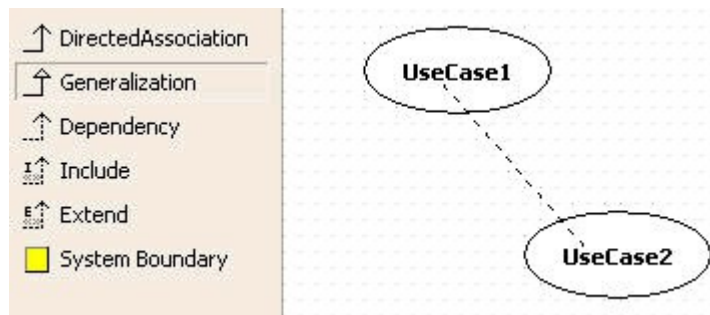 DirectedAssociation
Generalization
Dependency
Include
Extend
System Boundary
UseCase1
UseCase2